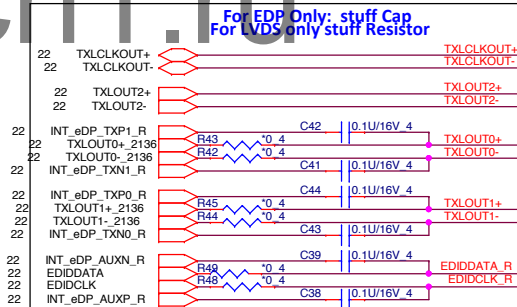 For EDP Only: stuff Cap
For LVDS only stuff Resistor
22 TXLCLKOUT+ TXLCLKOUT+
22 TXLCLKOUT- TXLCLKOUT-
22 TXLOUT2+ TXLOUT2+
22 TXLOUT2- TXLOUT2-
22 INT_eDP_TXP1_R C42 0.1U/16V_4
22 TXLOUT0+_2136 R43 *0_4 TXLOUT0+
22 TXLOUT0-_2136 R42 *0_4 TXLOUT0-
22 INT_eDP_TXN1_R C41 0.1U/16V_4
22 INT_eDP_TXP0_R C44 0.1U/16V_4
22 TXLOUT1+_2136 R45 *0_4 TXLOUT1+
22 TXLOUT1-_2136 R44 *0_4 TXLOUT1-
22 INT_eDP_TXN0_R C43 0.1U/16V_4
22 INT_eDP_AUXN_R C39 0.1U/16V_4
22 EDIDDATA R49 *0_4 EDIDDATA_R
22 EDIDCLK R48 *0_4 EDIDCLK_R
22 INT_eDP_AUXP_R C38 0.1U/16V_4